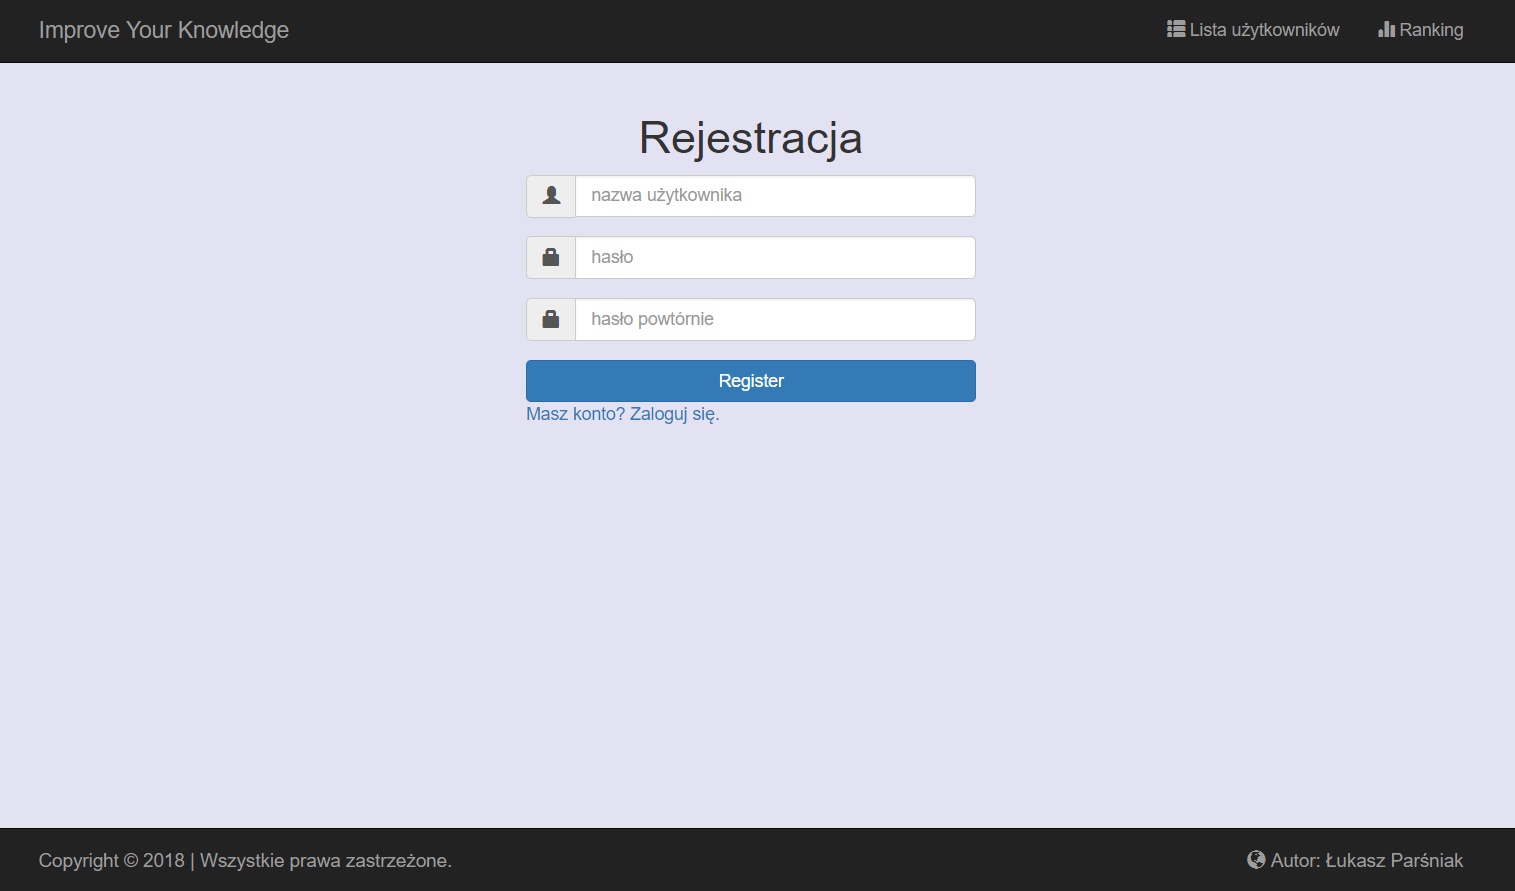 Improve Your Knowledge
Lista użytkowników
Ranking
Rejestracja
nazwa użytkownika
hasło
hasło powtórnie
Register
Masz konto? Zaloguj się.
Copyright © 2018 | Wszystkie prawa zastrzeżone.
Autor: Łukasz Parśniak